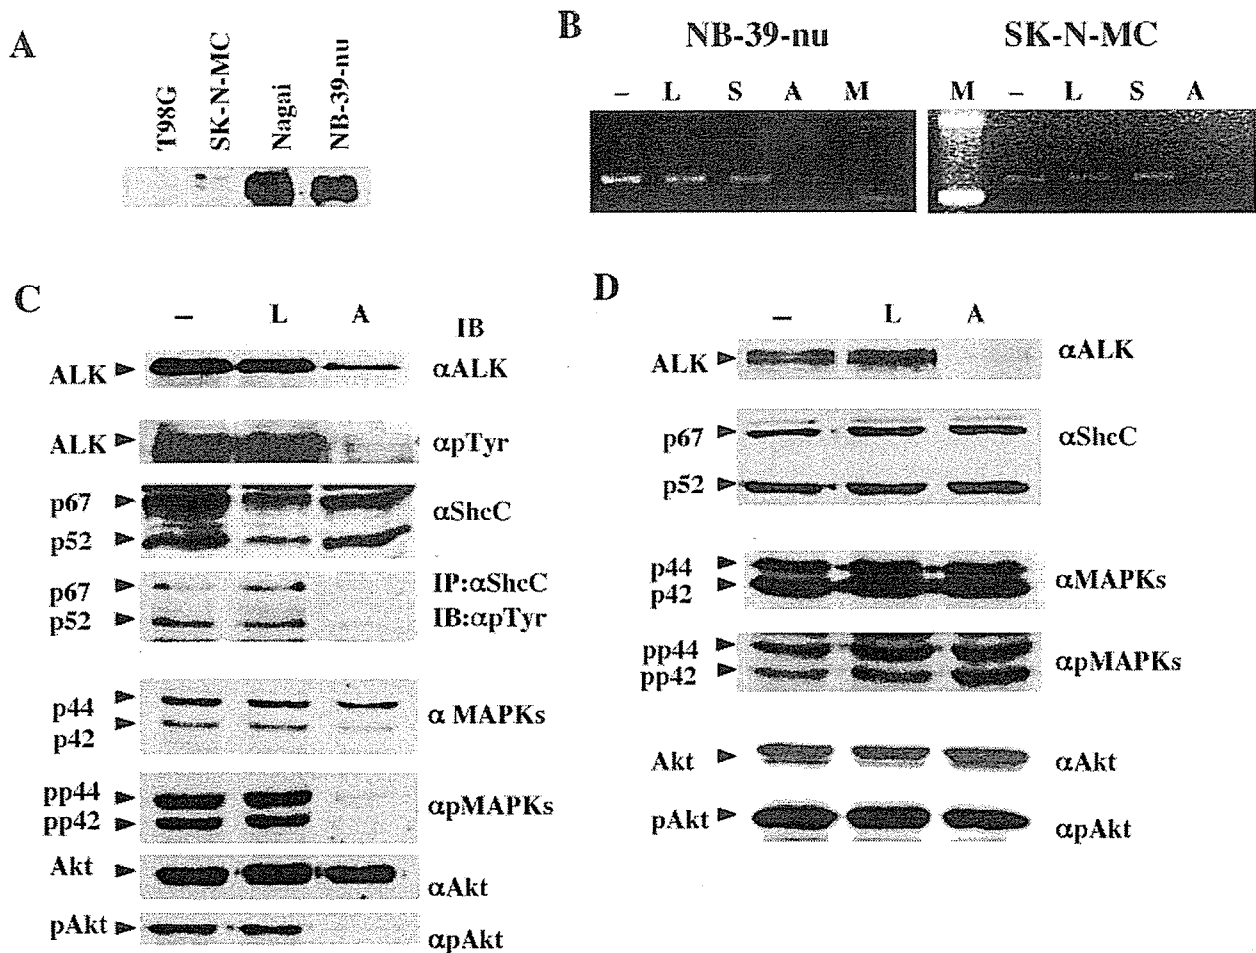 A
T98G
SK-N-MC
Nagai
NB-39-nu
B
NB-39-nu
SK-N-MC
– L S A M
M – L S A
C
– L A
IB
ALK
αALK
ALK
αpTyr
p67
αShcC
p52
p67
IP:αShcC
p52
IB:αpTyr
p44
α MAPKs
p42
pp44
αpMAPKs
pp42
Akt
αAkt
pAkt
αpAkt
D
– L A
ALK
αALK
p67
αShcC
p52
p44
αMAPKs
p42
pp44
αpMAPKs
pp42
Akt
αAkt
pAkt
αpAkt